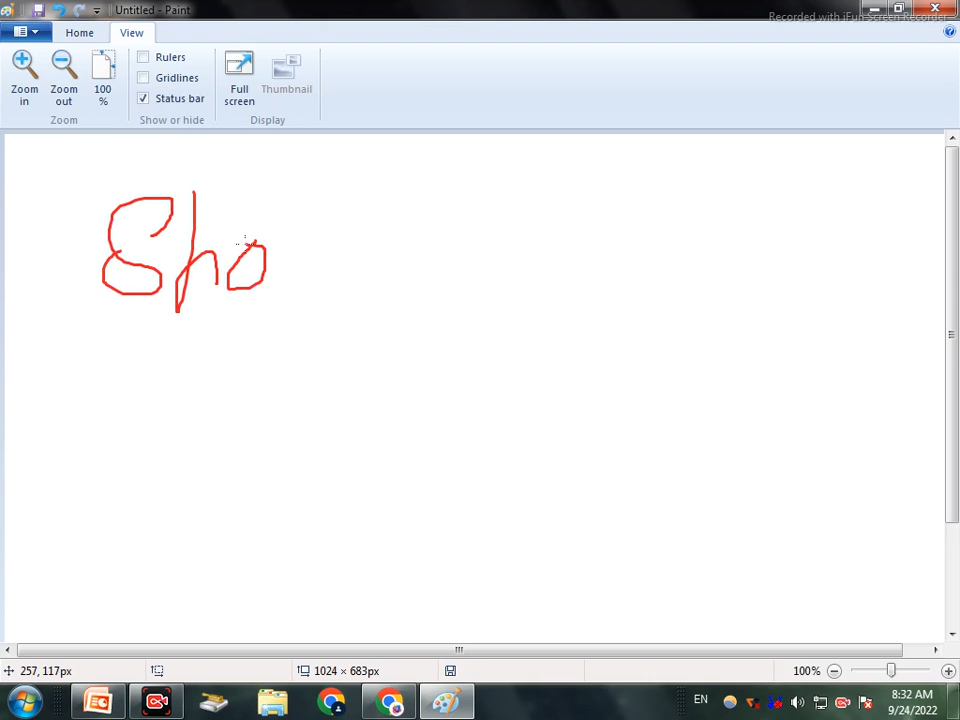 Untitled - Paint
Recorded with iFun Screen Recorder
Home View
Zoom in
Zoom out
100 %
Rulers
Gridlines
Status bar
Full screen
Thumbnail
Zoom
Show or hide
Display
Sho
257, 117px
1024 × 683px
100%
EN
8:32 AM
9/24/2022